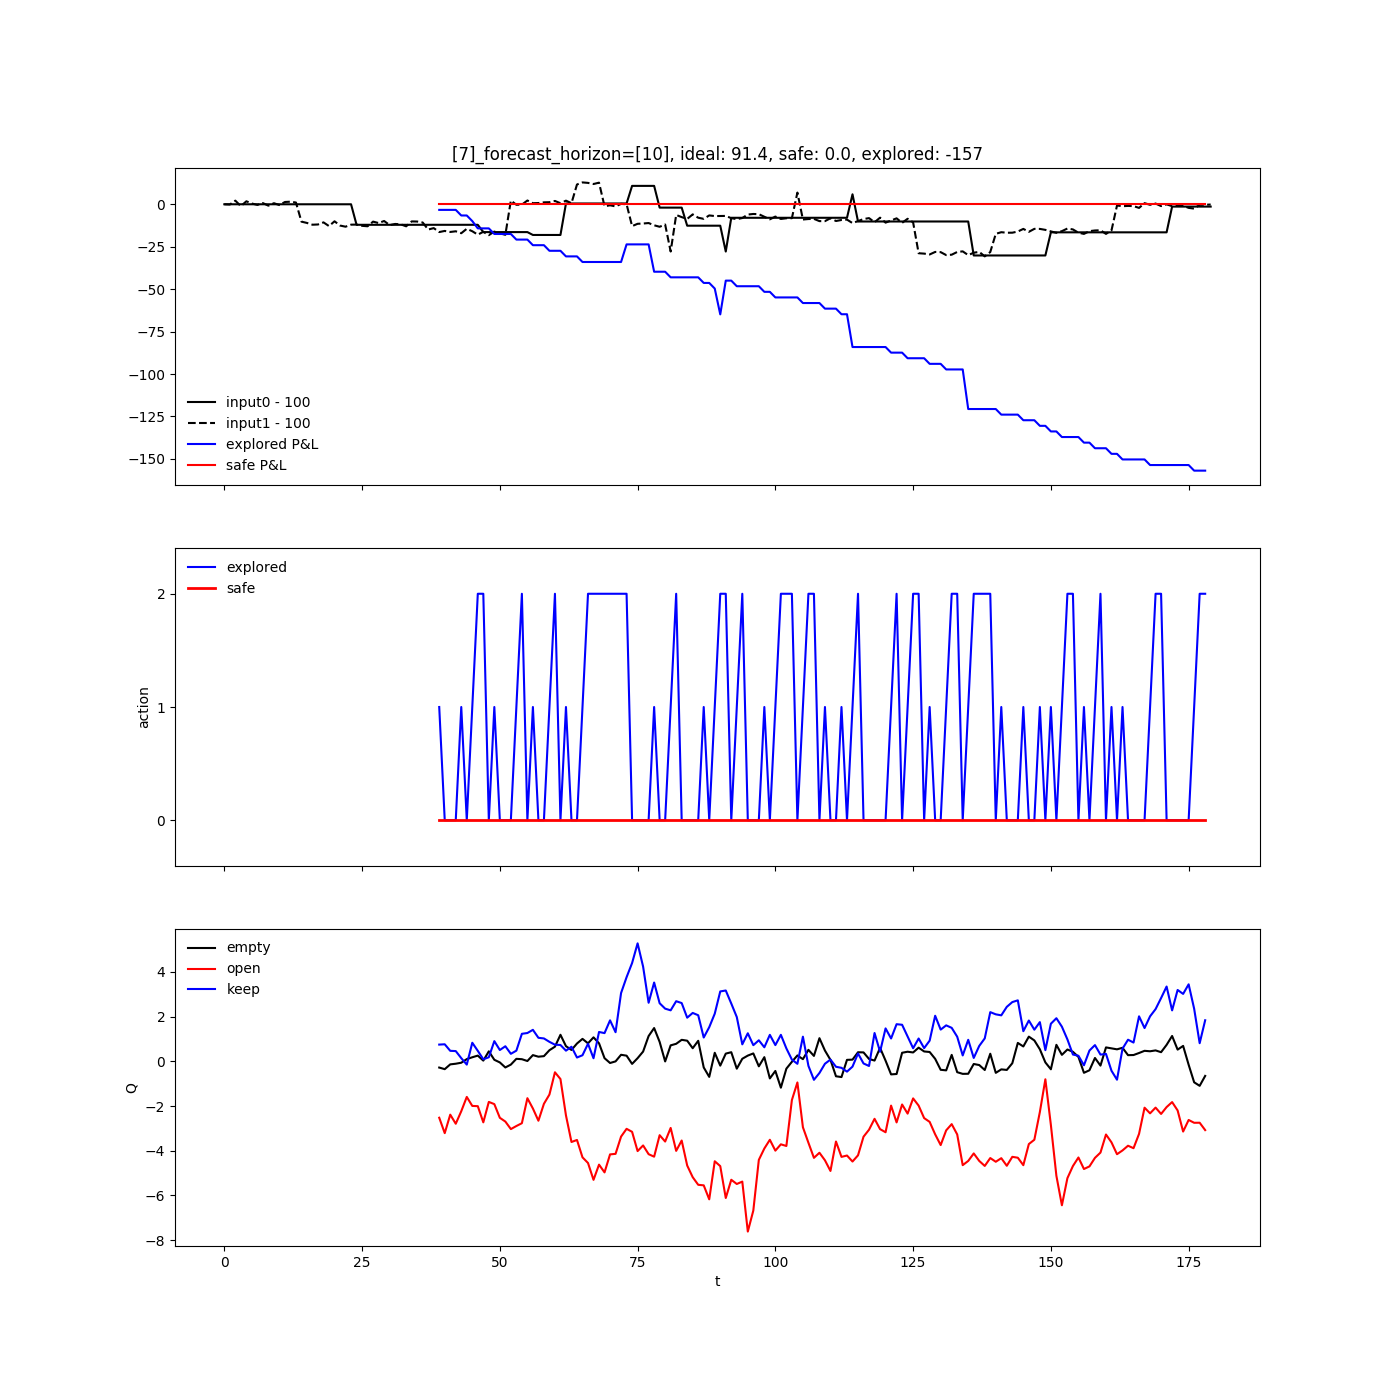 [7]_forecast_horizon=[10], ideal: 91.4, safe: 0.0, explored: -157
0
−25
−50
−75
−100
−125
−150
input0 - 100
input1 - 100
explored P&L
safe P&L
explored
safe
2
1
0
action
empty
open
keep
4
2
0
−2
−4
−6
−8
Q
0 25 50 75 100 125 150 175
t